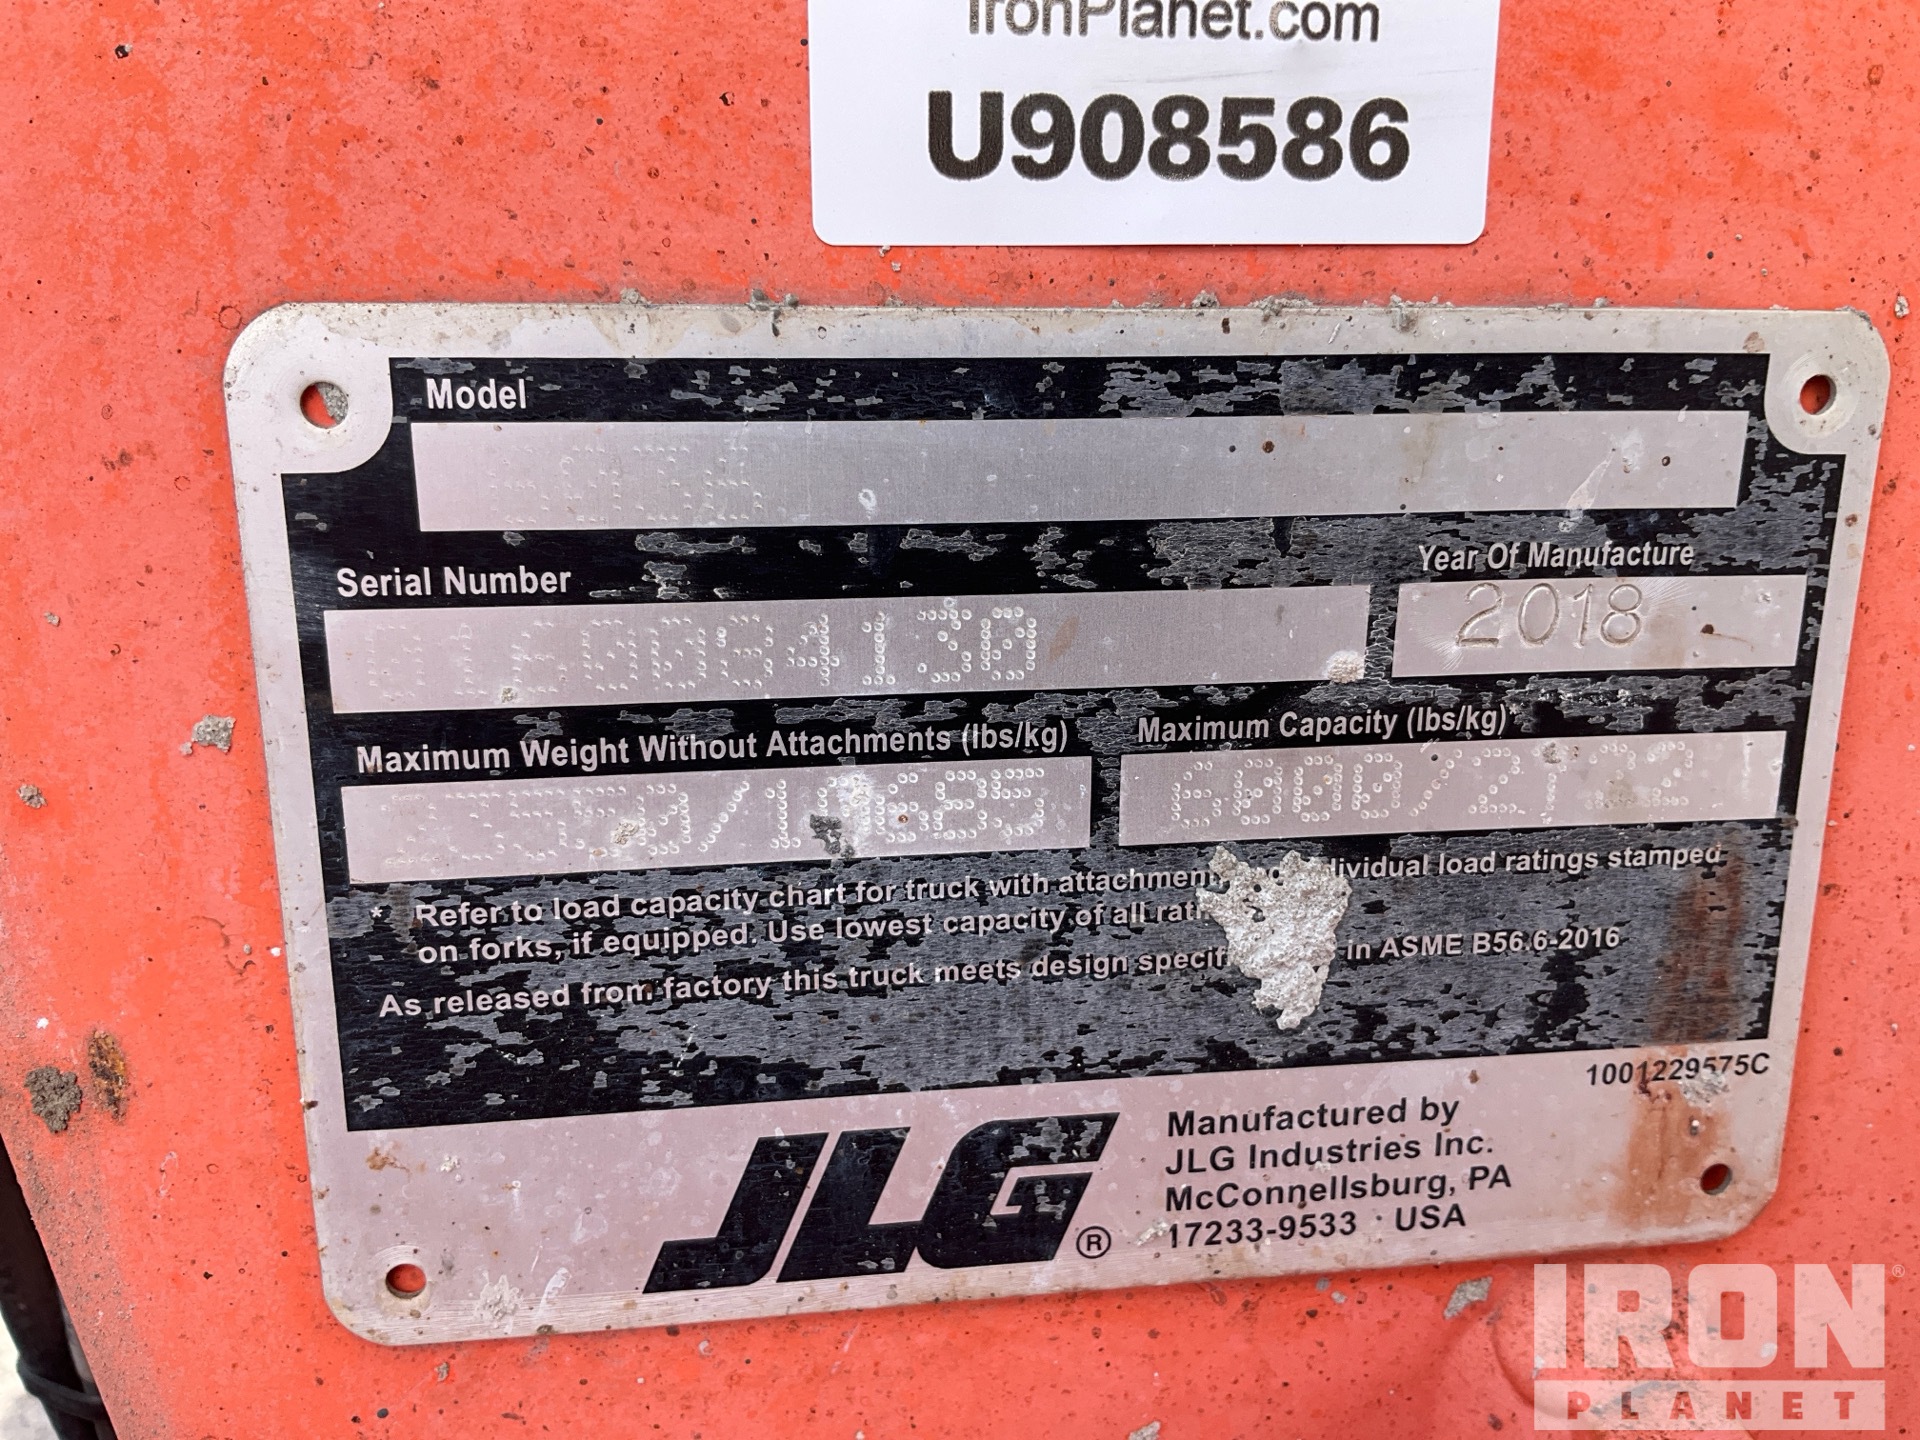 IronPlanet.com
U908586
Model
Serial Number
Year Of Manufacture
2018
Maximum Weight Without Attachments (lbs/kg)
Maximum Capacity (lbs/kg)*
6000/2722
* Refer to load capacity chart for truck with attachment individual load ratings stamped
on forks, if equipped. Use lowest capacity of all
As released from factory this truck meets design in ASME B56.6-2016
1001229575C
JLG®
Manufactured by
JLG Industries Inc.
McConnellsburg, PA
17233-9533 · USA
IRON®
PLANET